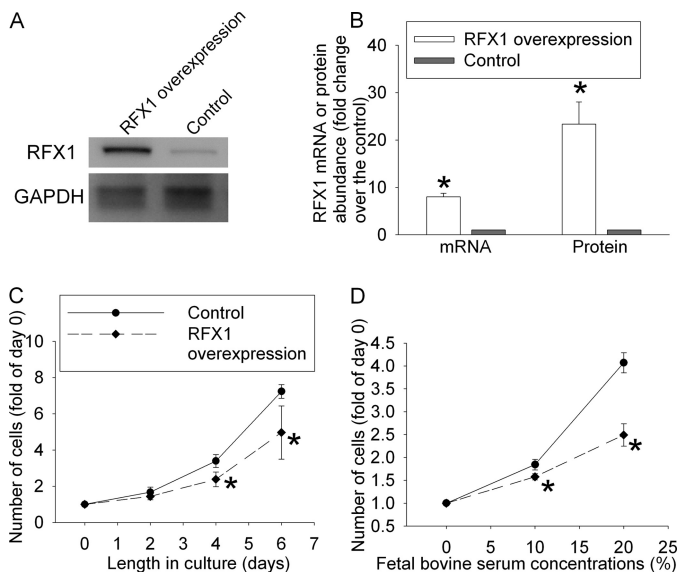 A
RFX1 overexpression
Control
RFX1
GAPDH
B
RFX1 mRNA or protein
abundance (fold change
over the control)
40
30
20
10
0
RFX1 overexpression
Control
*
*
mRNA
Protein
C
Number of cells (fold of day 0)
10
8
6
4
2
0
Control
RFX1
overexpression
*
*
0 1 2 3 4 5 6 7
Length in culture (days)
D
Number of cells (fold of day 0)
4.5
4.0
3.5
3.0
2.5
2.0
1.5
1.0
0.5
*
*
0 5 10 15 20 25
Fetal bovine serum concentrations (%)